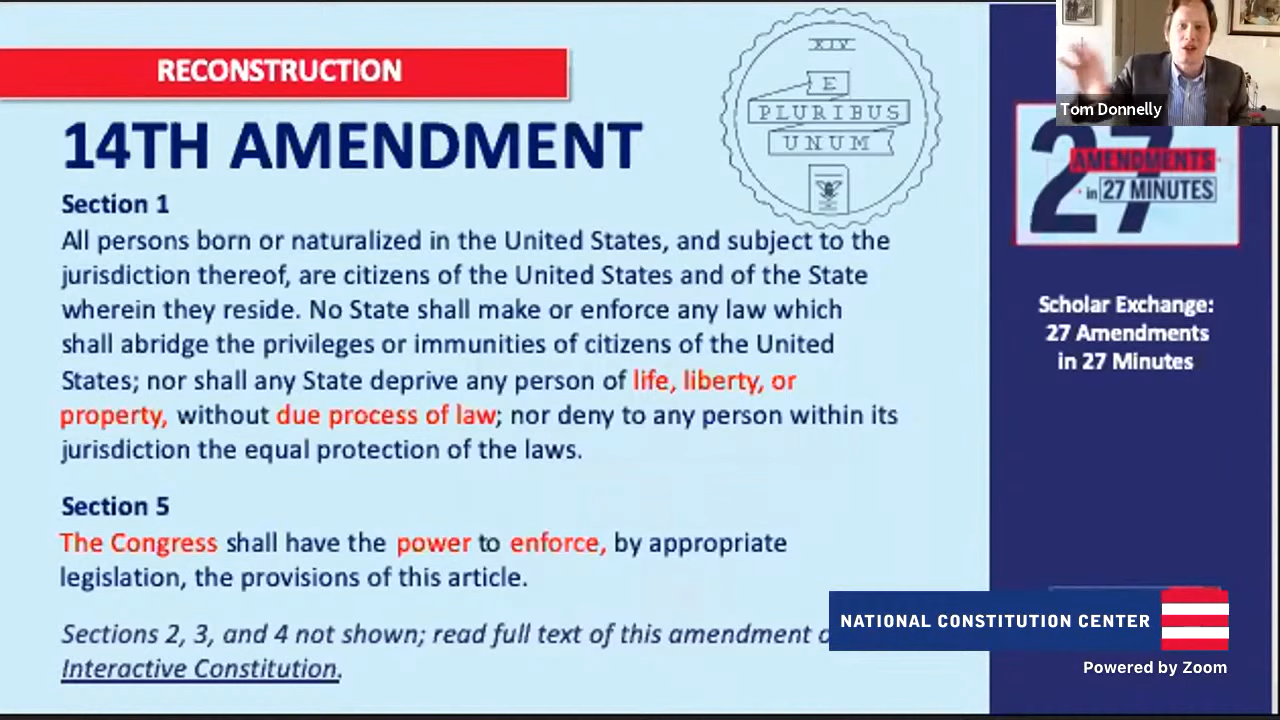 RECONSTRUCTION
14TH AMENDMENT
Section 1
All persons born or naturalized in the United States, and subject to the
jurisdiction thereof, are citizens of the United States and of the State
wherein they reside. No State shall make or enforce any law which
shall abridge the privileges or immunities of citizens of the United
States; nor shall any State deprive any person of life, liberty, or
property, without due process of law; nor deny to any person within its
jurisdiction the equal protection of the laws.
Section 5
The Congress shall have the power to enforce, by appropriate
legislation, the provisions of this article.
Sections 2, 3, and 4 not shown; read full text of this amendment
Interactive Constitution.
XIV
E
PLURIBUS
UNUM
Tom Donnelly
27
AMENDMENTS
in 27 MINUTES
Scholar Exchange:
27 Amendments
in 27 Minutes
NATIONAL CONSTITUTION CENTER
Powered by Zoom